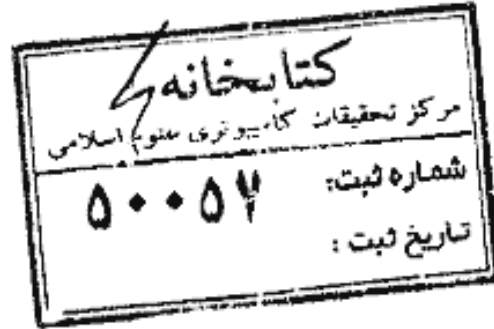 کتابخانه
مرکز تحقیقات کامپیوتری علوم اسلامی
شماره ثبت: ۵۰۰۵۷
تاریخ ثبت :